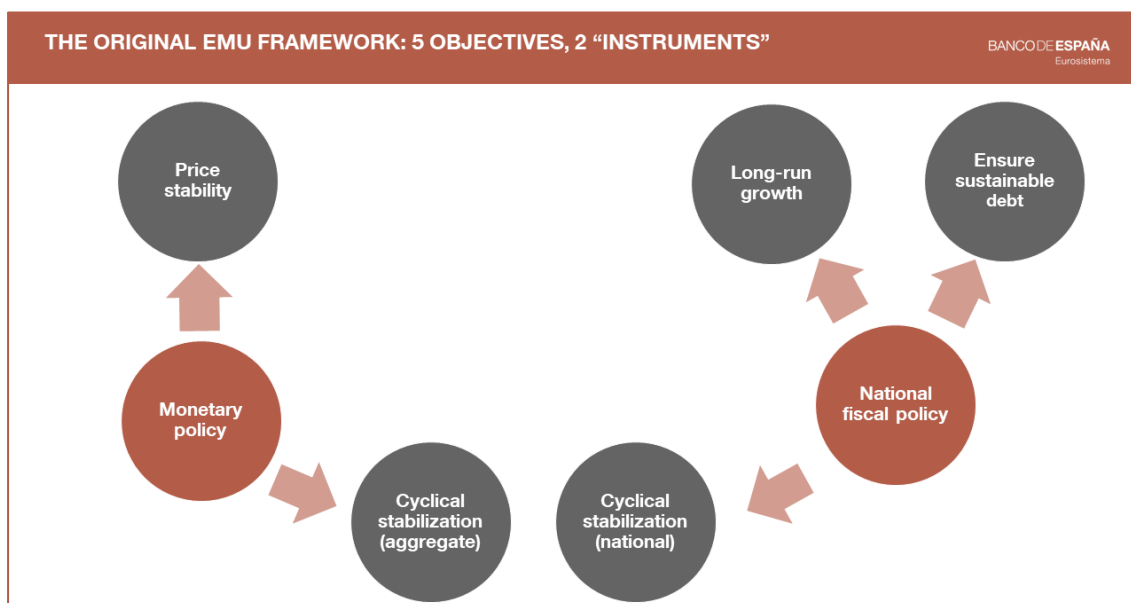 THE ORIGINAL EMU FRAMEWORK: 5 OBJECTIVES, 2 “INSTRUMENTS”
BANCO DE ESPAÑA
Eurosistema
Price
stability
Long-run
growth
Ensure
sustainable
debt
Monetary
policy
National
fiscal policy
Cyclical
stabilization
(aggregate)
Cyclical
stabilization
(national)